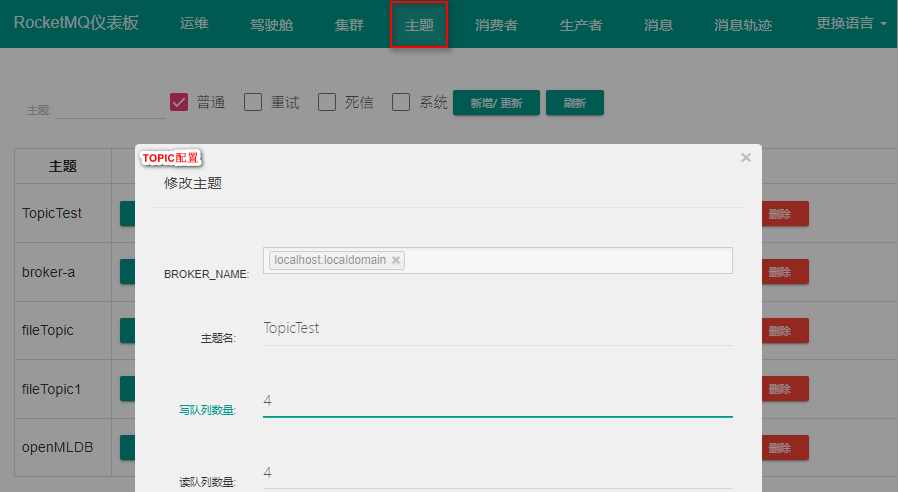 RocketMQ仪表板 运维 驾驶舱 集群 主题 消费者 生产者 消息 消息轨迹 更换语言
主题: 普通 重试 死信 系统 新增/ 更新 刷新
主题
TOPIC配置
修改主题
TopicTest 删除
broker-a 删除
BROKER_NAME: localhost.localdomain
fileTopic 删除
主题名: TopicTest
fileTopic1 删除
写队列数量: 4
openMLDB 删除
读队列数量: 4